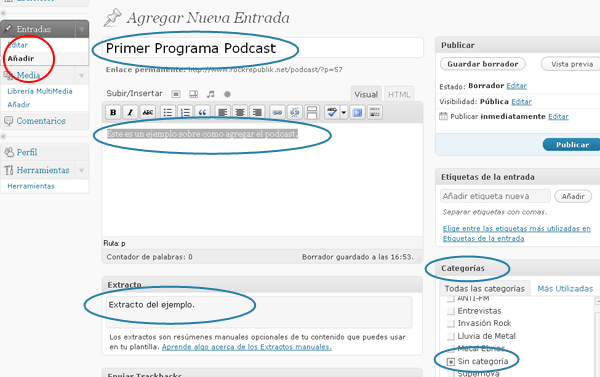 Agregar Nueva Entrada
Entradas
Editar
Añadir
Media
Librería MultiMedia
Añadir
Comentarios
Perfil
Herramientas
Herramientas
Primer Programa Podcast
Enlace permanente: http://www.rockrepublik.net/podcast/?p=57
Subir/Insertar
Visual
HTML
B I ABC
Este es un ejemplo sobre como agregar el podcast.
Ruta: p
Contador de palabras: 0
Borrador guardado a las 16:53.
Extracto
Extracto del ejemplo.
Los extractos son resúmenes manuales opcionales de tu contenido que puedes usar
en tu plantilla. Aprende algo acerca de los Extractos manuales.
Enviar Trackbacks
Publicar
Guardar borrador
Vista previa
Estado: Borrador Editar
Visibilidad: Pública Editar
Publicar inmediatamente Editar
Publicar
Etiquetas de la entrada
Añadir etiqueta nueva
Añadir
Separar etiquetas con comas.
Elige entre las etiquetas más utilizadas en
Etiquetas de la entrada
Categorías
Todas las categorías
Más Utilizadas
ANTI-FM
Entrevistas
Invasión Rock
Lluvia de Metal
Metal Ebrios
Sin categoría
Supernova